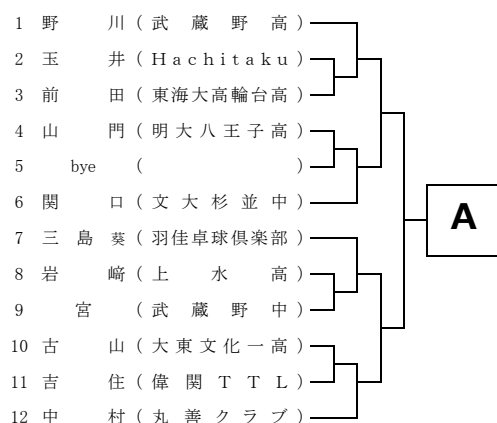 1 野 川 ( 武 蔵 野 高 )
2 玉 井 ( Hachitaku )
3 前 田 ( 東海大高輪台高 )
4 山 門 ( 明大八王子高 )
5 bye ( )
6 関 口 ( 文 大 杉 並 中 )
7 三 島 葵 ( 羽佳卓球倶楽部 )
8 岩 﨑 ( 上 水 高 )
9 宮 ( 武 蔵 野 中 )
10 古 山 ( 大東文化一高 )
11 吉 住 ( 偉 関 T T L )
12 中 村 ( 丸 善 ク ラ ブ )
A